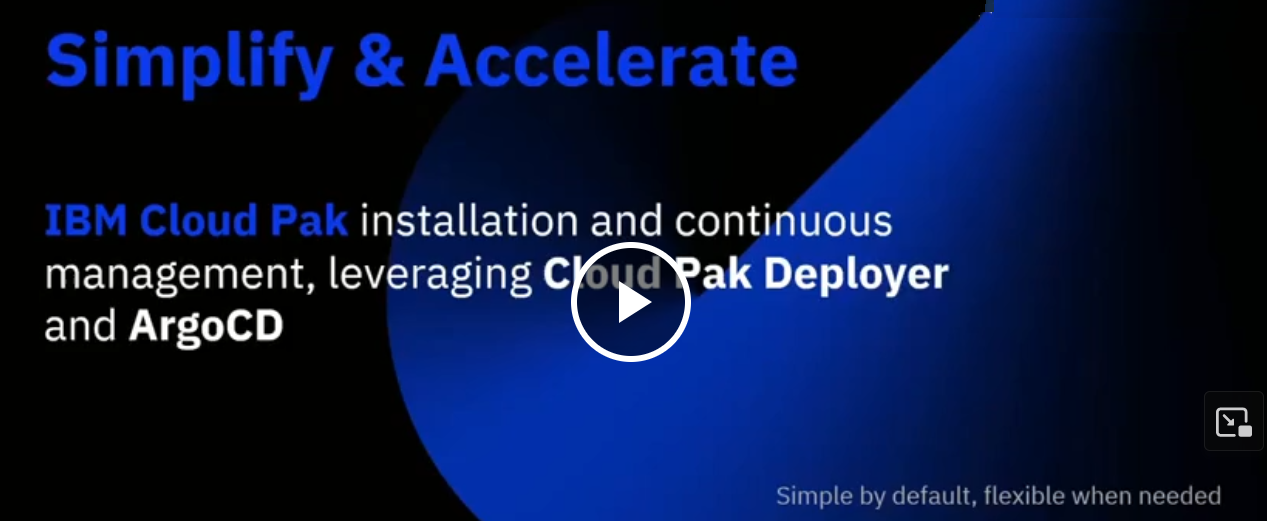 Simplify & Accelerate
IBM Cloud Pak installation and continuous
management, leveraging Cloud Pak Deployer
and ArgoCD
Simple by default, flexible when needed